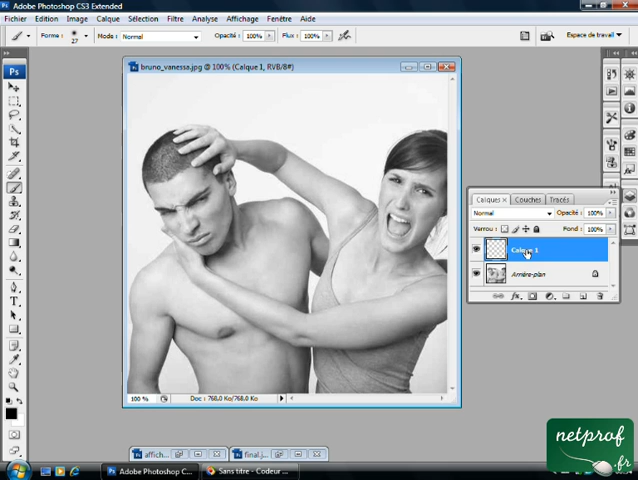 Adobe Photoshop CS3 Extended
Fichier Edition Image Calque Sélection Filtre Analyse Affichage Fenêtre Aide
Forme : 27 Mode : Normal Opacité : 100% Flux : 100% Espace de travail
Ps
bruno_vanessa.jpg @ 100% (Calque 1, RVB/8#)
Calques Couches Tracés
Normal Opacité : 100%
Verrou : Fond : 100%
Calque 1
Arrière-plan
100 % Doc : 768,0 Ko/768,0 Ko
affich... final.j...
Adobe Photoshop C... Sans titre - Codeur ...
netprof
.fr